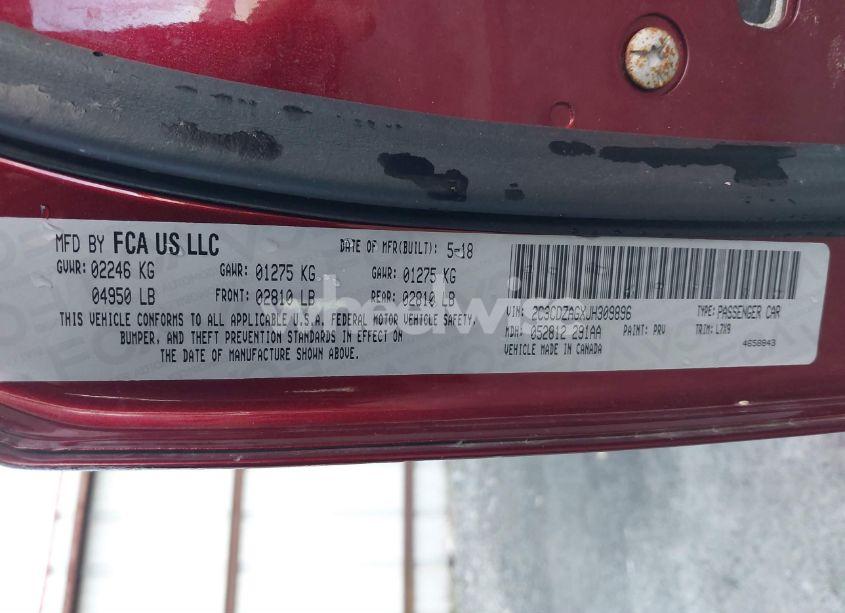 MFD BY FCA US LLC DATE OF MFR(BUILT): 5-18
GVWR: 02246 KG GAWR: 01275 KG GAWR: 01275 KG
04950 LB FRONT: 02810 LB REAR: 02810 LB
THIS VEHICLE CONFORMS TO ALL APPLICABLE U.S.A. FEDERAL MOTOR VEHICLE SAFETY,
BUMPER, AND THEFT PREVENTION STANDARDS IN EFFECT ON
THE DATE OF MANUFACTURE SHOWN ABOVE.
VIN: 2C3CDZAGXJH309896 TYPE: PASSENGER CAR
MDH: 052812 291AA PAINT: PRV TRIM: L7X9
VEHICLE MADE IN CANADA 4658843
wheelwise